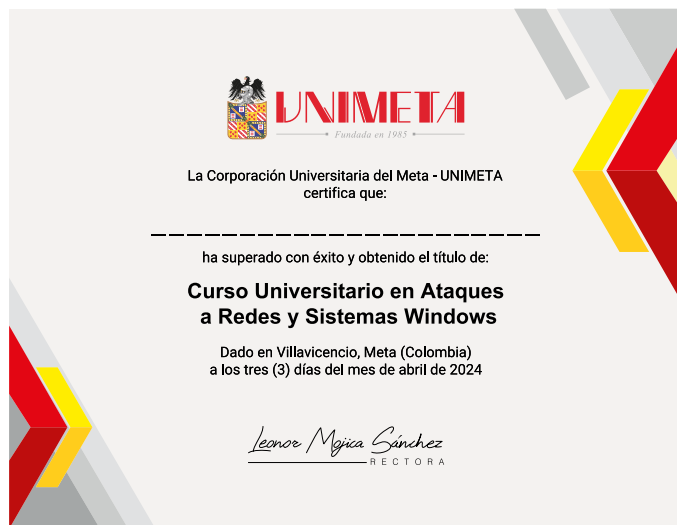 UNIMETA
Fundada en 1985
La Corporación Universitaria del Meta - UNIMETA
certifica que:
ha superado con éxito y obtenido el título de:
Curso Universitario en Ataques
a Redes y Sistemas Windows
Dado en Villavicencio, Meta (Colombia)
a los tres (3) días del mes de abril de 2024
Leonor Mojica Sánchez
RECTORA